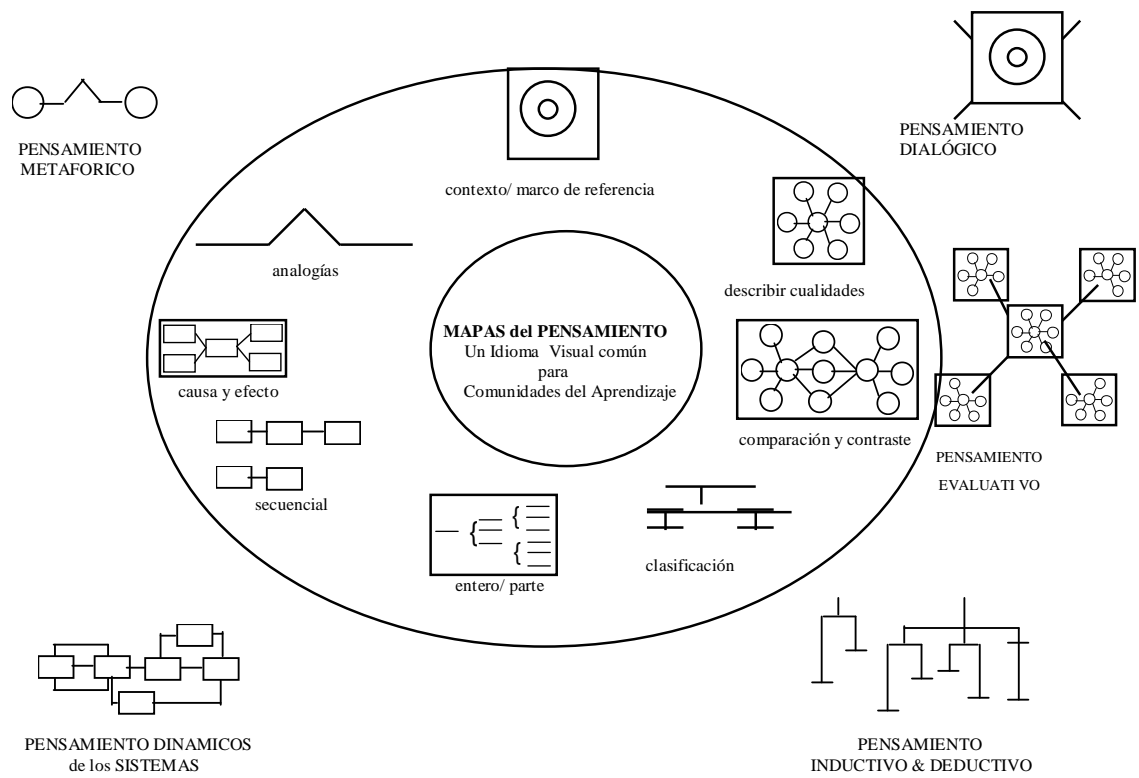 PENSAMIENTO
METAFORICO
PENSAMIENTO
DIALÓGICO
contexto/ marco de referencia
analogías
describir cualidades
MAPAS del PENSAMIENTO
Un Idioma Visual común
para
Comunidades del Aprendizaje
causa y efecto
comparación y contraste
PENSAMIENTO
EVALUATI VO
secuencial
clasificación
entero/ parte
PENSAMIENTO DINAMICOS
de los SISTEMAS
PENSAMIENTO
INDUCTIVO & DEDUCTIVO